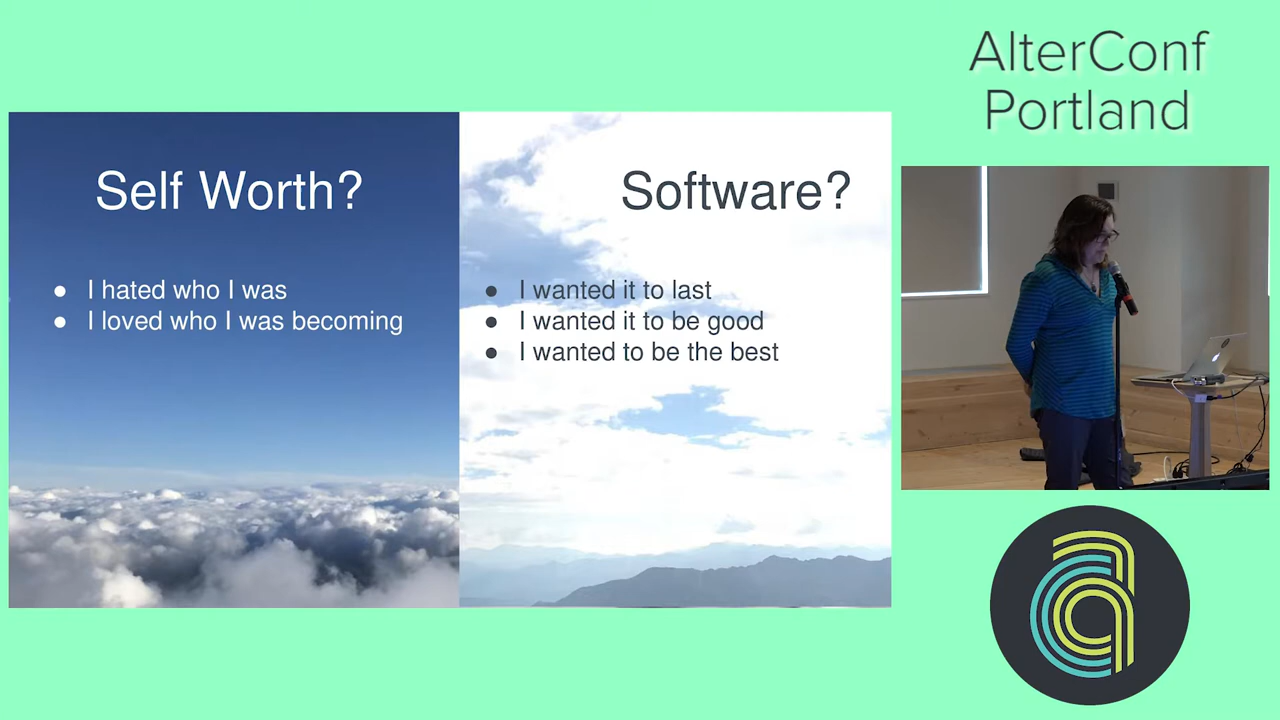 AlterConf
Portland
Self Worth?
● I hated who I was
● I loved who I was becoming
Software?
● I wanted it to last
● I wanted it to be good
● I wanted to be the best